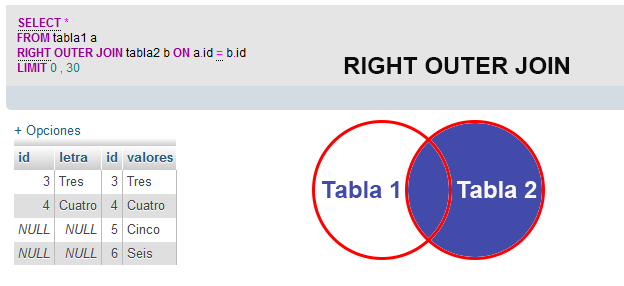 SELECT *
FROM tabla1 a
RIGHT OUTER JOIN tabla2 b ON a.id = b.id
LIMIT 0 , 30
RIGHT OUTER JOIN
+ Opciones
id letra id valores
3 Tres 3 Tres
4 Cuatro 4 Cuatro
NULL NULL 5 Cinco
NULL NULL 6 Seis
Tabla 1 Tabla 2